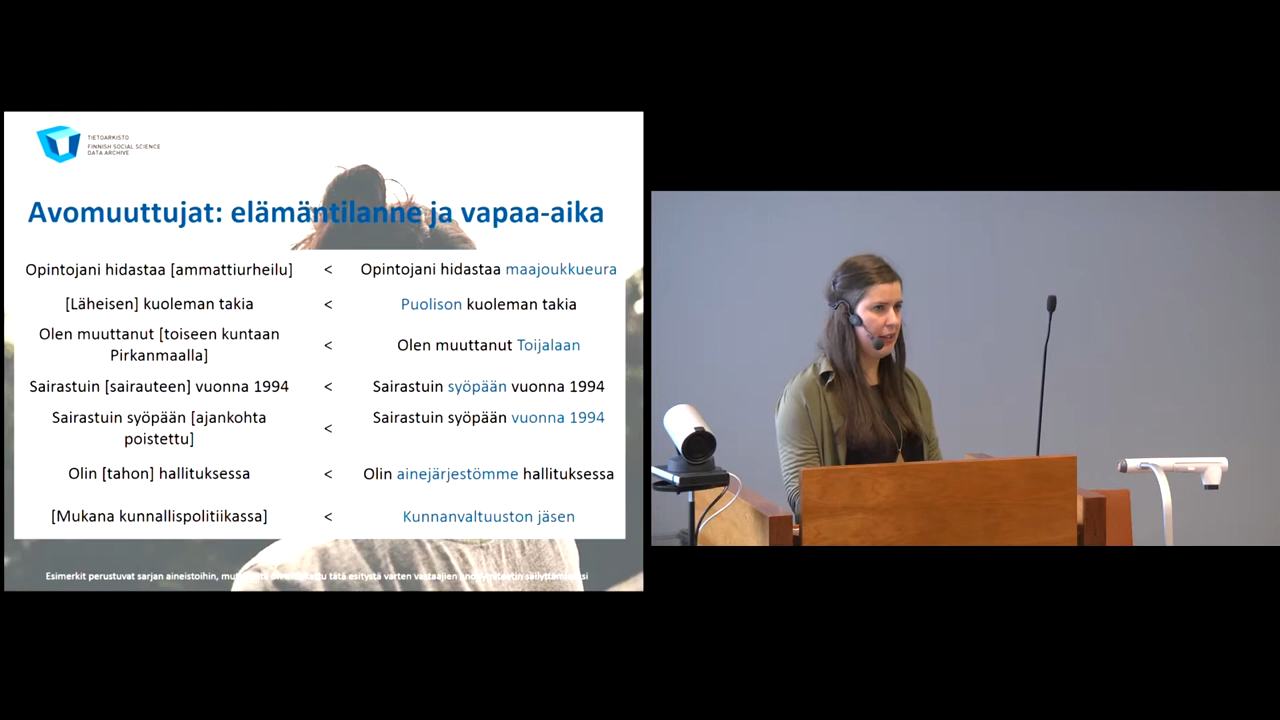 TIETOARKISTO
FINNISH SOCIAL SCIENCE
DATA ARCHIVE
Avomuuttujat: elämäntilanne ja vapaa-aika
Opintojani hidastaa [ammattiurheilu] < Opintojani hidastaa maajoukkueura
[Läheisen] kuoleman takia < Puolison kuoleman takia
Olen muuttanut [toiseen kuntaan
Pirkanmaalla] < Olen muuttanut Toijalaan
Sairastuin [sairauteen] vuonna 1994 < Sairastuin syöpään vuonna 1994
Sairastuin syöpään [ajankohta
poistettu] < Sairastuin syöpään vuonna 1994
Olin [tahon] hallituksessa < Olin ainejärjestömme hallituksessa
[Mukana kunnallispolitiikassa] < Kunnanvaltuuston jäsen
Esimerkit perustuvat sarjan aineistoihin, tätä esitystä varten vastaajien